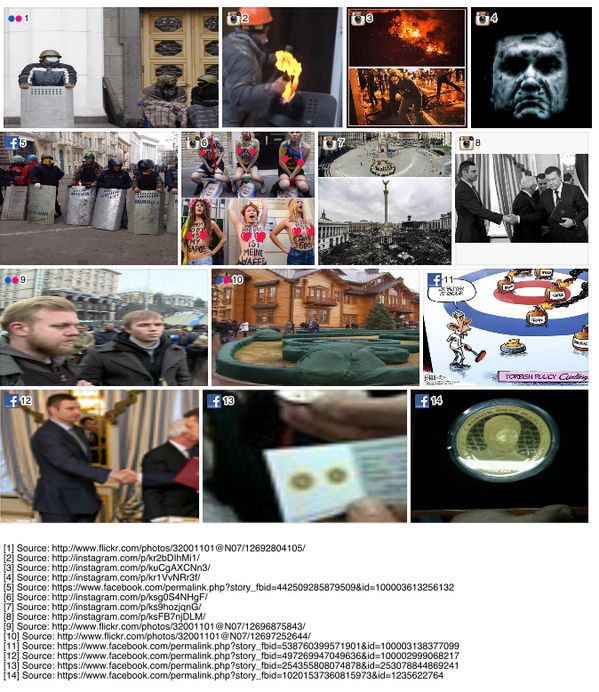 1
2
3
4
5
6
7
8
9
10
11
FOREIGN POLICY Curling
12
13
14
[1] Source: http://www.flickr.com/photos/32001101@N07/12692804105/
[2] Source: http://instagram.com/p/kr2bDIhMi1/
[3] Source: http://instagram.com/p/kuCgAXCNn3/
[4] Source: http://instagram.com/p/kr1VvNRr3f/
[5] Source: https://www.facebook.com/permalink.php?story_fbid=442509285879509&id=100003613256132
[6] Source: http://instagram.com/p/ksg0S4NHgF/
[7] Source: http://instagram.com/p/ks9hozjqnG/
[8] Source: http://instagram.com/p/ksFB7njDLM/
[9] Source: http://www.flickr.com/photos/32001101@N07/12696875843/
[10] Source: http://www.flickr.com/photos/32001101@N07/12697252644/
[11] Source: https://www.facebook.com/permalink.php?story_fbid=538760399571901&id=100003138377099
[12] Source: https://www.facebook.com/permalink.php?story_fbid=497269947049636&id=100002999068217
[13] Source: https://www.facebook.com/permalink.php?story_fbid=254355808074878&id=253078844869241
[14] Source: https://www.facebook.com/permalink.php?story_fbid=10201537360815973&id=1235622764